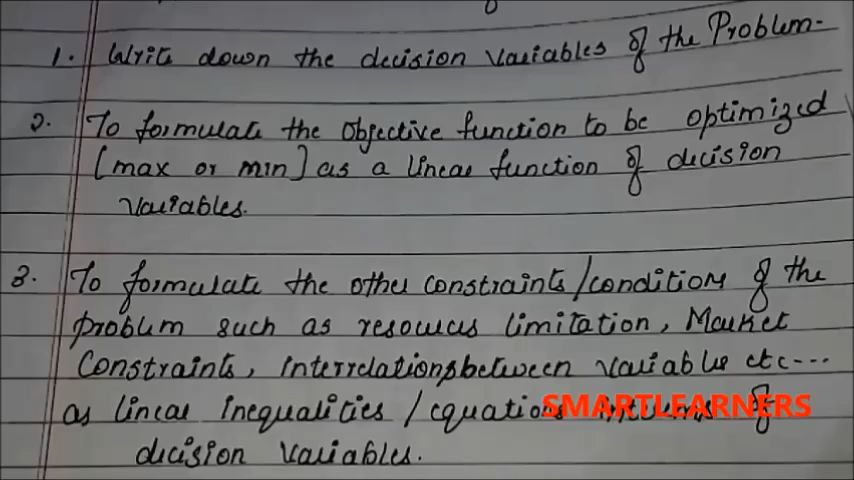 1. Write down the decision variables of the Problem.
2. To formulate the Objective function to be optimized
[max or min] as a linear function of decision
variables.
3. To formulate the other constraints/conditions of the
problem such as resources limitation, Market
Constraints, interrelations between variable etc...
as linear inequalities / equations of
SMARTLEARNERS
decision variables.